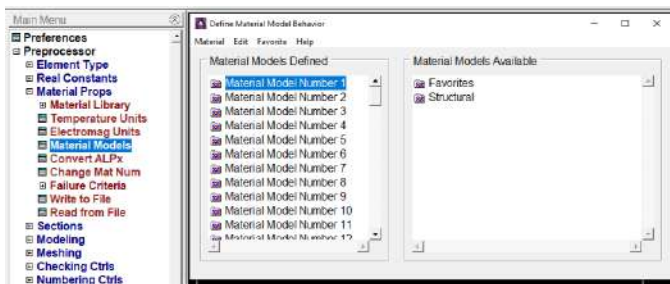 Main Menu
Preferences
Preprocessor
Element Type
Real Constants
Material Props
Material Library
Temperature Units
Electromag Units
Material Models
Convert ALPx
Change Mat Num
Failure Criteria
Write to File
Read from File
Sections
Modeling
Meshing
Checking Ctrls
Numbering Ctrls
Define Material Model Behavior
Material Edit Favorite Help
Material Models Defined
Material Model Number 1
Material Model Number 2
Material Model Number 3
Material Model Number 4
Material Model Number 5
Material Model Number 6
Material Model Number 7
Material Model Number 8
Material Model Number 9
Material Model Number 10
Material Model Number 11
Material Model Number 12
Material Models Available
Favorites
Structural